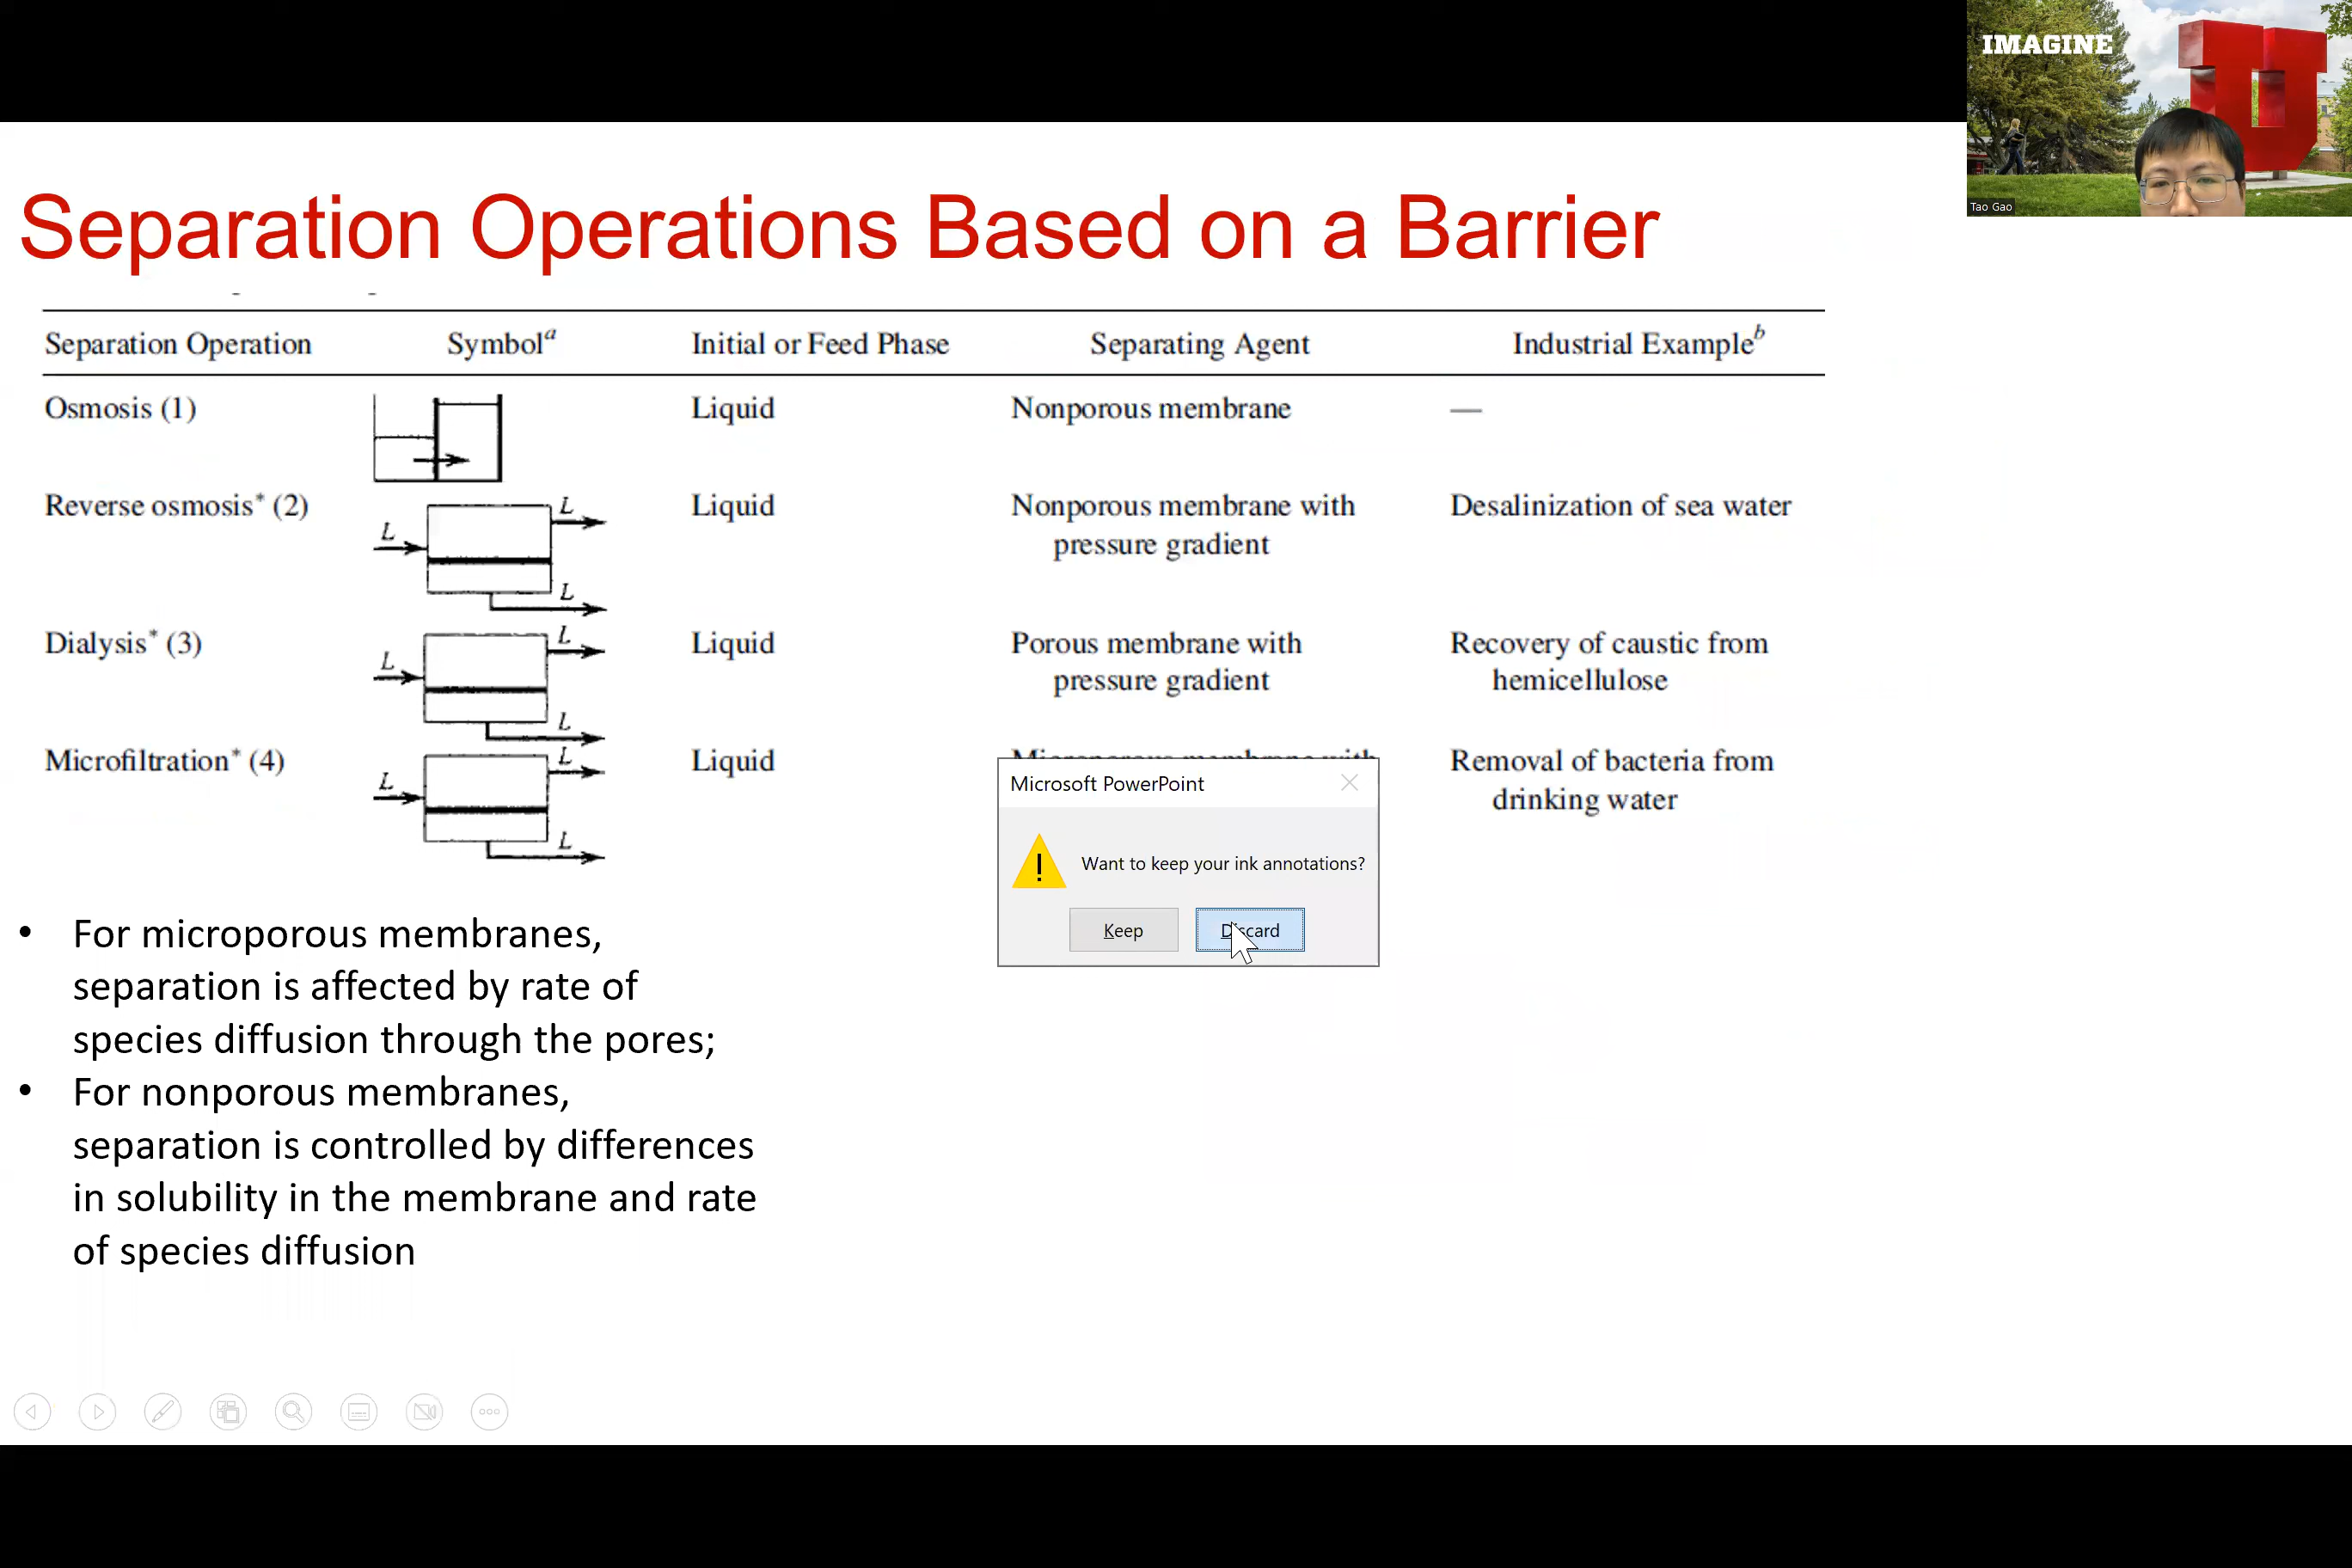 IMAGINE
Tao Gao
Separation Operations Based on a Barrier
Separation Operation Symbol^a Initial or Feed Phase Separating Agent Industrial Example^b
Osmosis (1) Liquid Nonporous membrane —
Reverse osmosis* (2) L L Liquid Nonporous membrane with Desalinization of sea water
pressure gradient
L
Dialysis* (3) L L Liquid Porous membrane with Recovery of caustic from
pressure gradient hemicellulose
L
Microfiltration* (4) L L Liquid Microporous membrane with Removal of bacteria from
drinking water
L
Microsoft PowerPoint
Want to keep your ink annotations?
Keep Discard
• For microporous membranes,
separation is affected by rate of
species diffusion through the pores;
• For nonporous membranes,
separation is controlled by differences
in solubility in the membrane and rate
of species diffusion